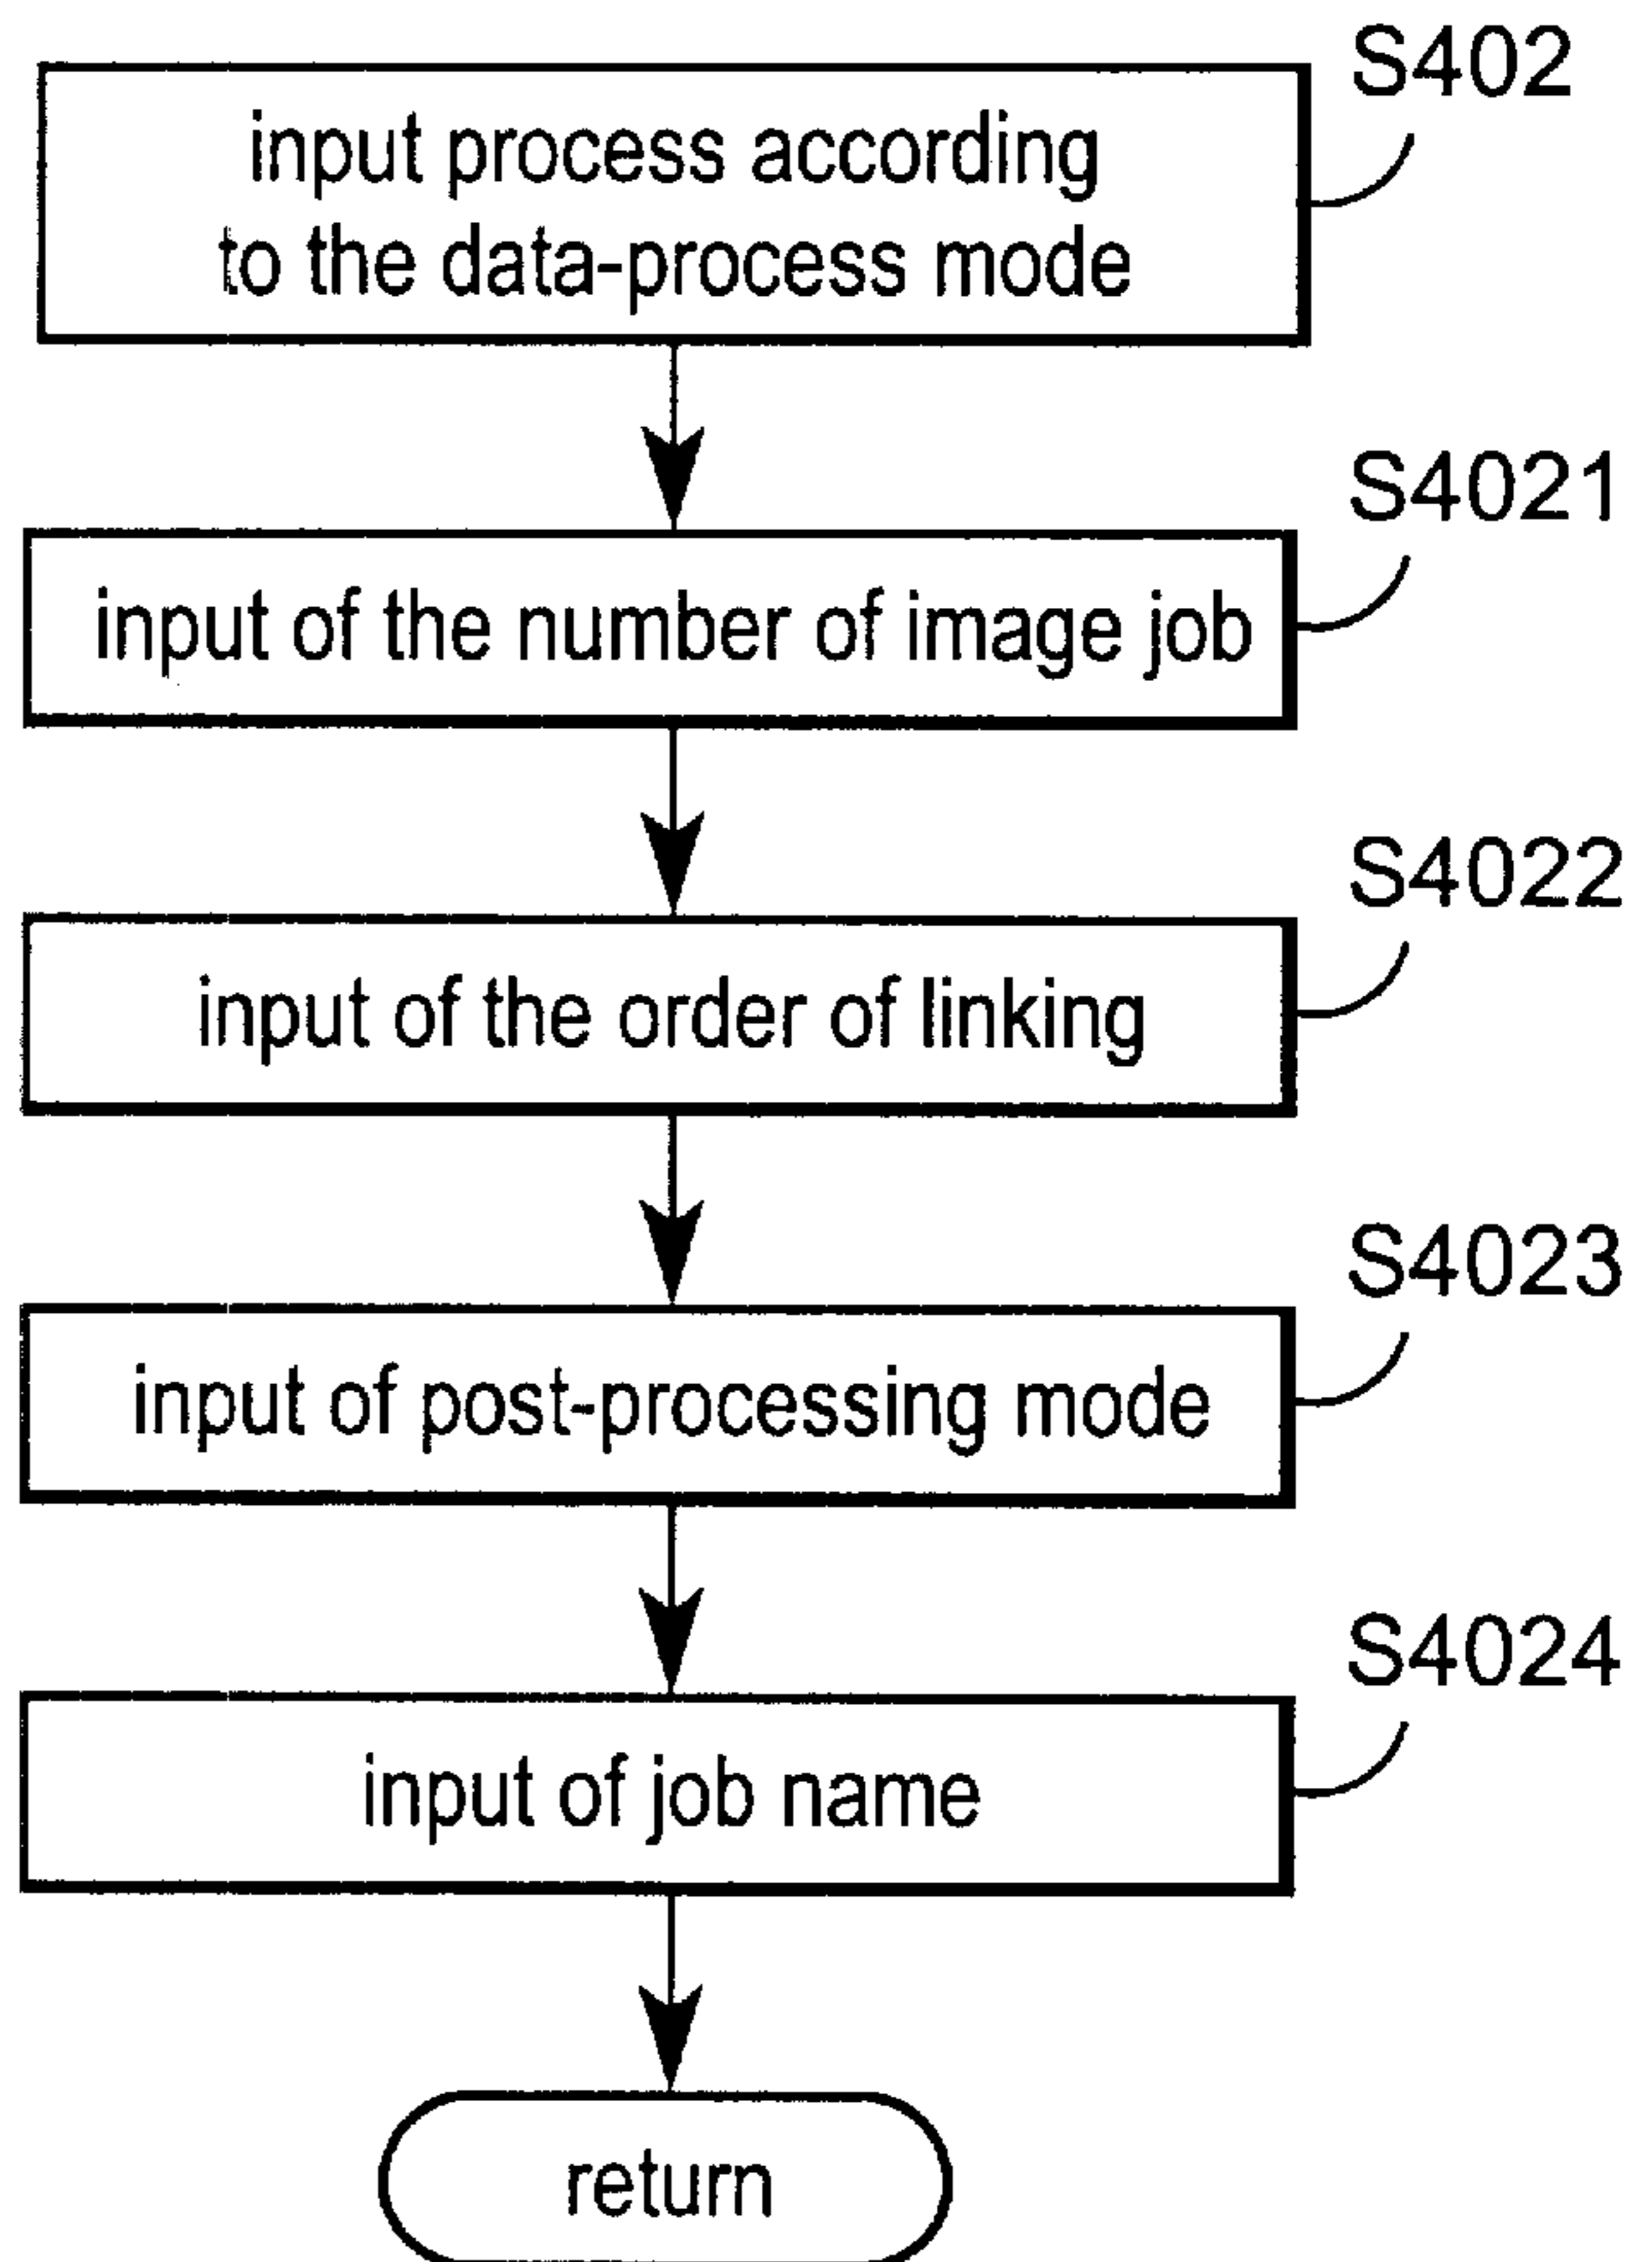 S402
input process according
to the data-process mode
S4021
input of the number of image job
S4022
input of the order of linking
S4023
input of post-processing mode
S4024
input of job name
return